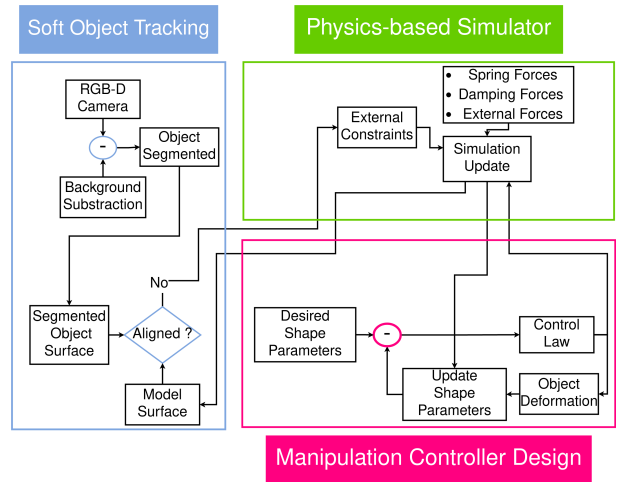 Soft Object Tracking
Physics-based Simulator
RGB-D
Camera
-
Object
Segmented
Background
Substraction
Segmented
Object
Surface
No
Aligned ?
Model
Surface
External
Constraints
• Spring Forces
• Damping Forces
• External Forces
Simulation
Update
Desired
Shape
Parameters
-
Control
Law
Update
Shape
Parameters
Object
Deformation
Manipulation Controller Design